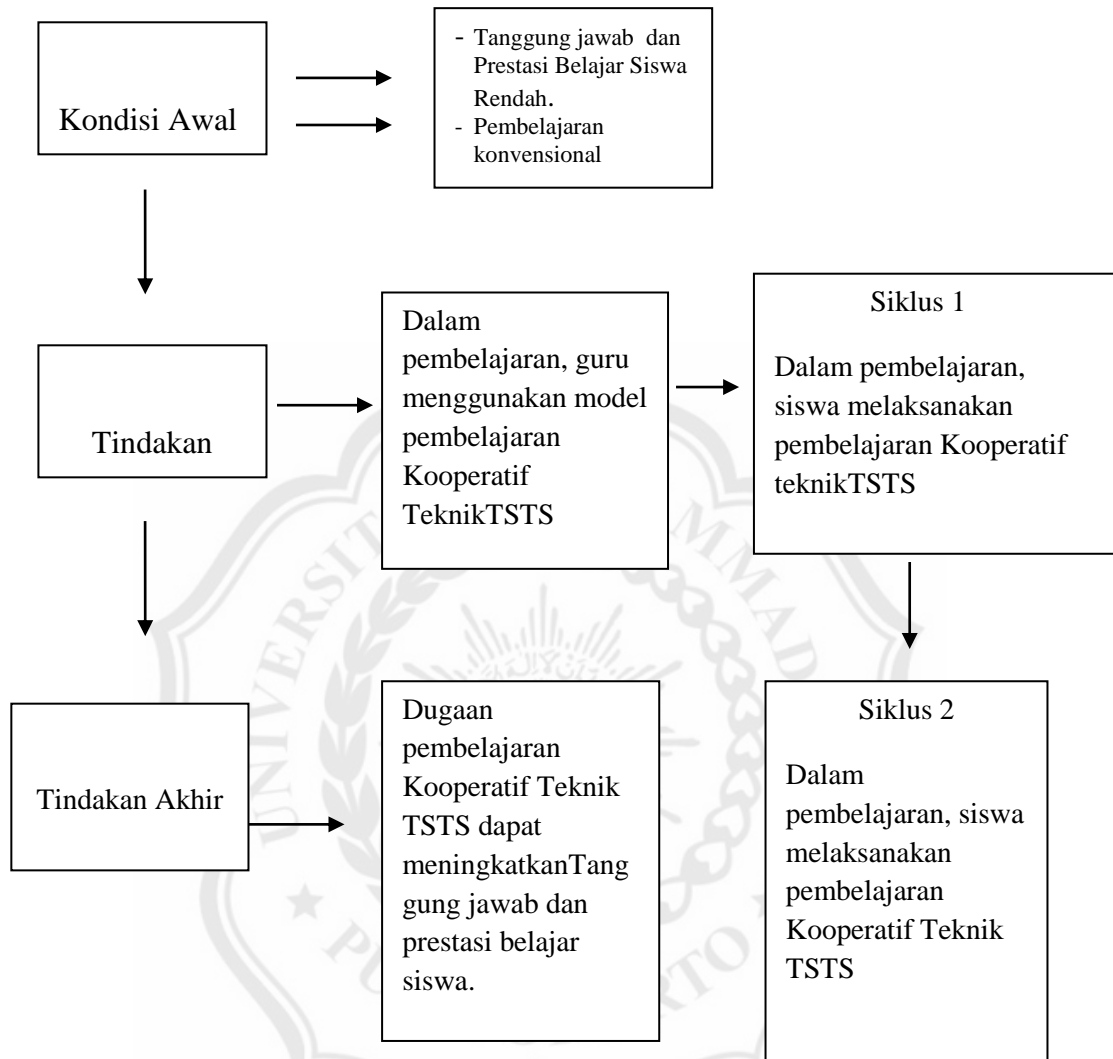 - Tanggung jawab  dan
Prestasi Belajar Siswa
Rendah.
- Pembelajaran
konvensional
Kondisi Awal
Siklus 1
Dalam pembelajaran,
siswa melaksanakan
pembelajaran Kooperatif
teknikTSTS
Dalam
pembelajaran, guru
menggunakan model
pembelajaran
Kooperatif
TeknikTSTS
Tindakan
Tindakan Akhir
Dugaan
pembelajaran
Kooperatif Teknik
TSTS dapat
meningkatkanTang
gung jawab dan
prestasi belajar
siswa.
Siklus 2
Dalam
pembelajaran, siswa
melaksanakan
pembelajaran
Kooperatif Teknik
TSTS